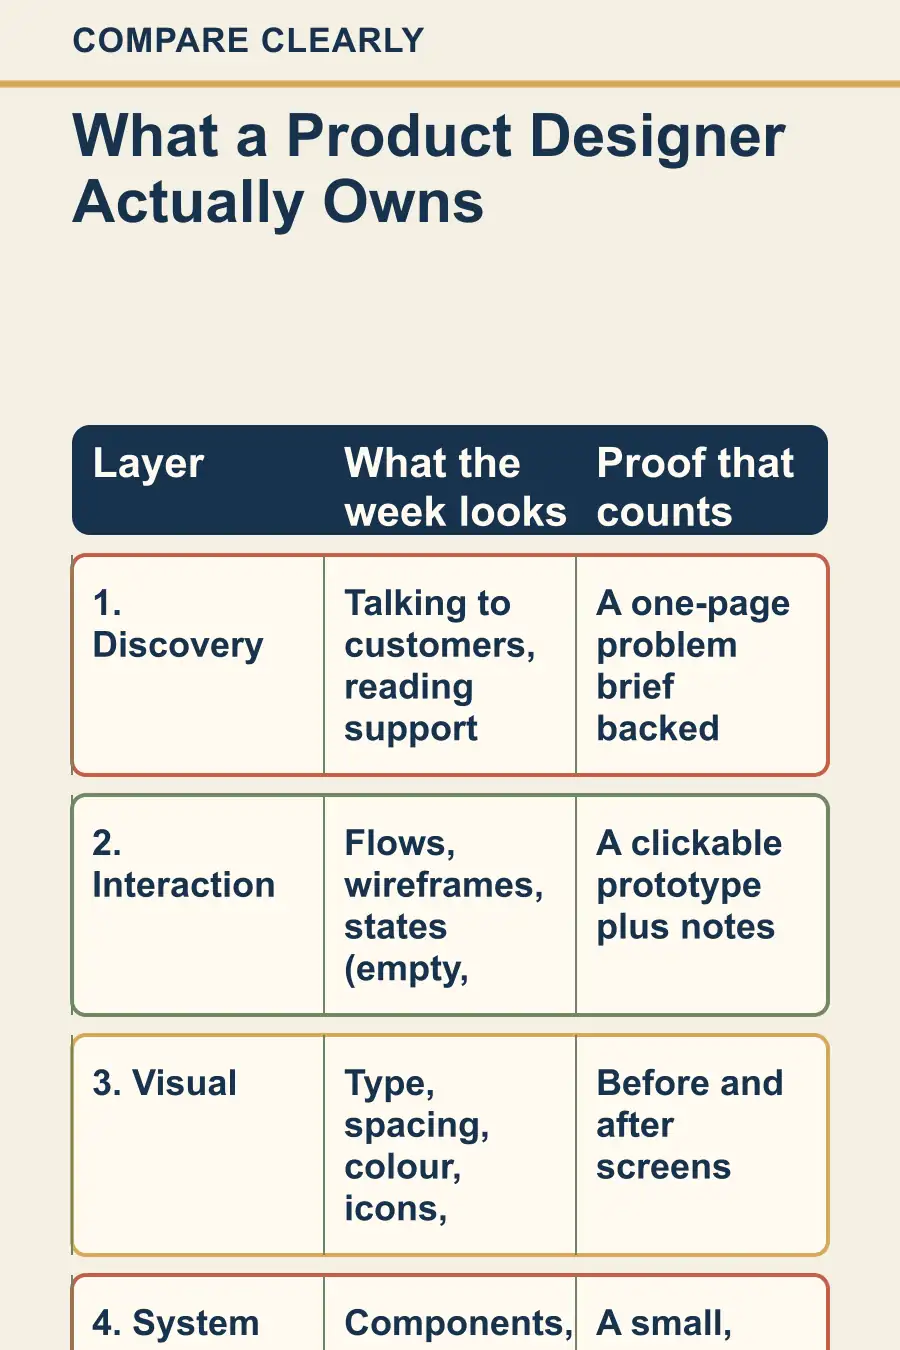 COMPARE CLEARLY
What a Product Designer
Actually Owns
Layer
What the
week looks
Proof that
counts
1.
Discovery
Talking to
customers,
reading
support
A one-page
problem
brief
backed
2.
Interaction
Flows,
wireframes,
states
(empty,
A clickable
prototype
plus notes
3. Visual
Type,
spacing,
colour,
icons,
Before and
after
screens
4. System
Components,
A small,